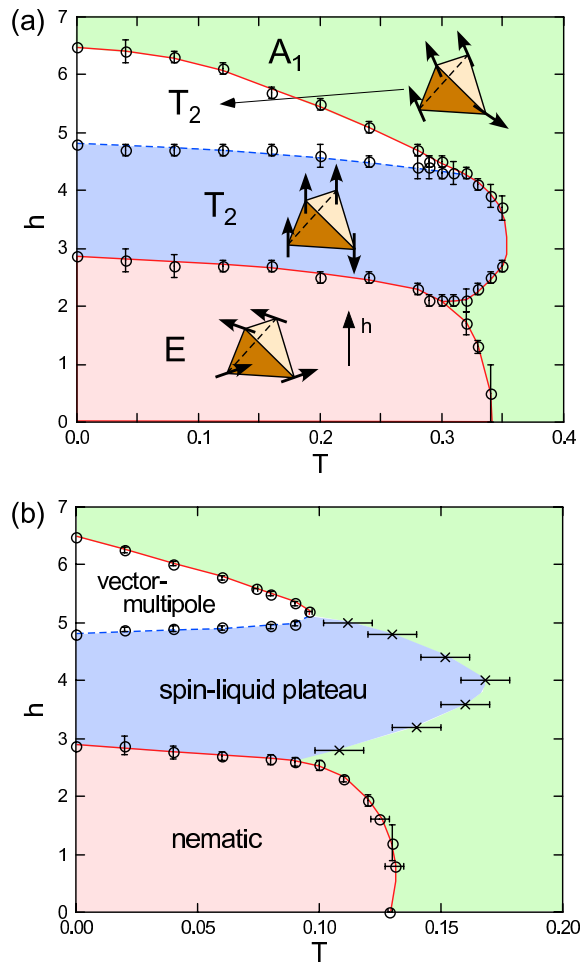 (a)
7
6
5
4
3
2
1
0
h
A1
T2
T2
E
h
0.0
0.1
0.2
0.3
0.4
T
(b)
7
6
5
4
3
2
1
0
h
vector-
multipole
spin-liquid plateau
nematic
0.00
0.05
0.10
0.15
0.20
T